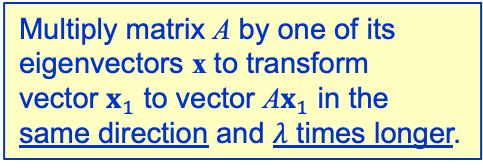 Multiply matrix A by one of its
eigenvectors x to transform
vector x₁ to vector Ax₁ in the
same direction and λ times longer.